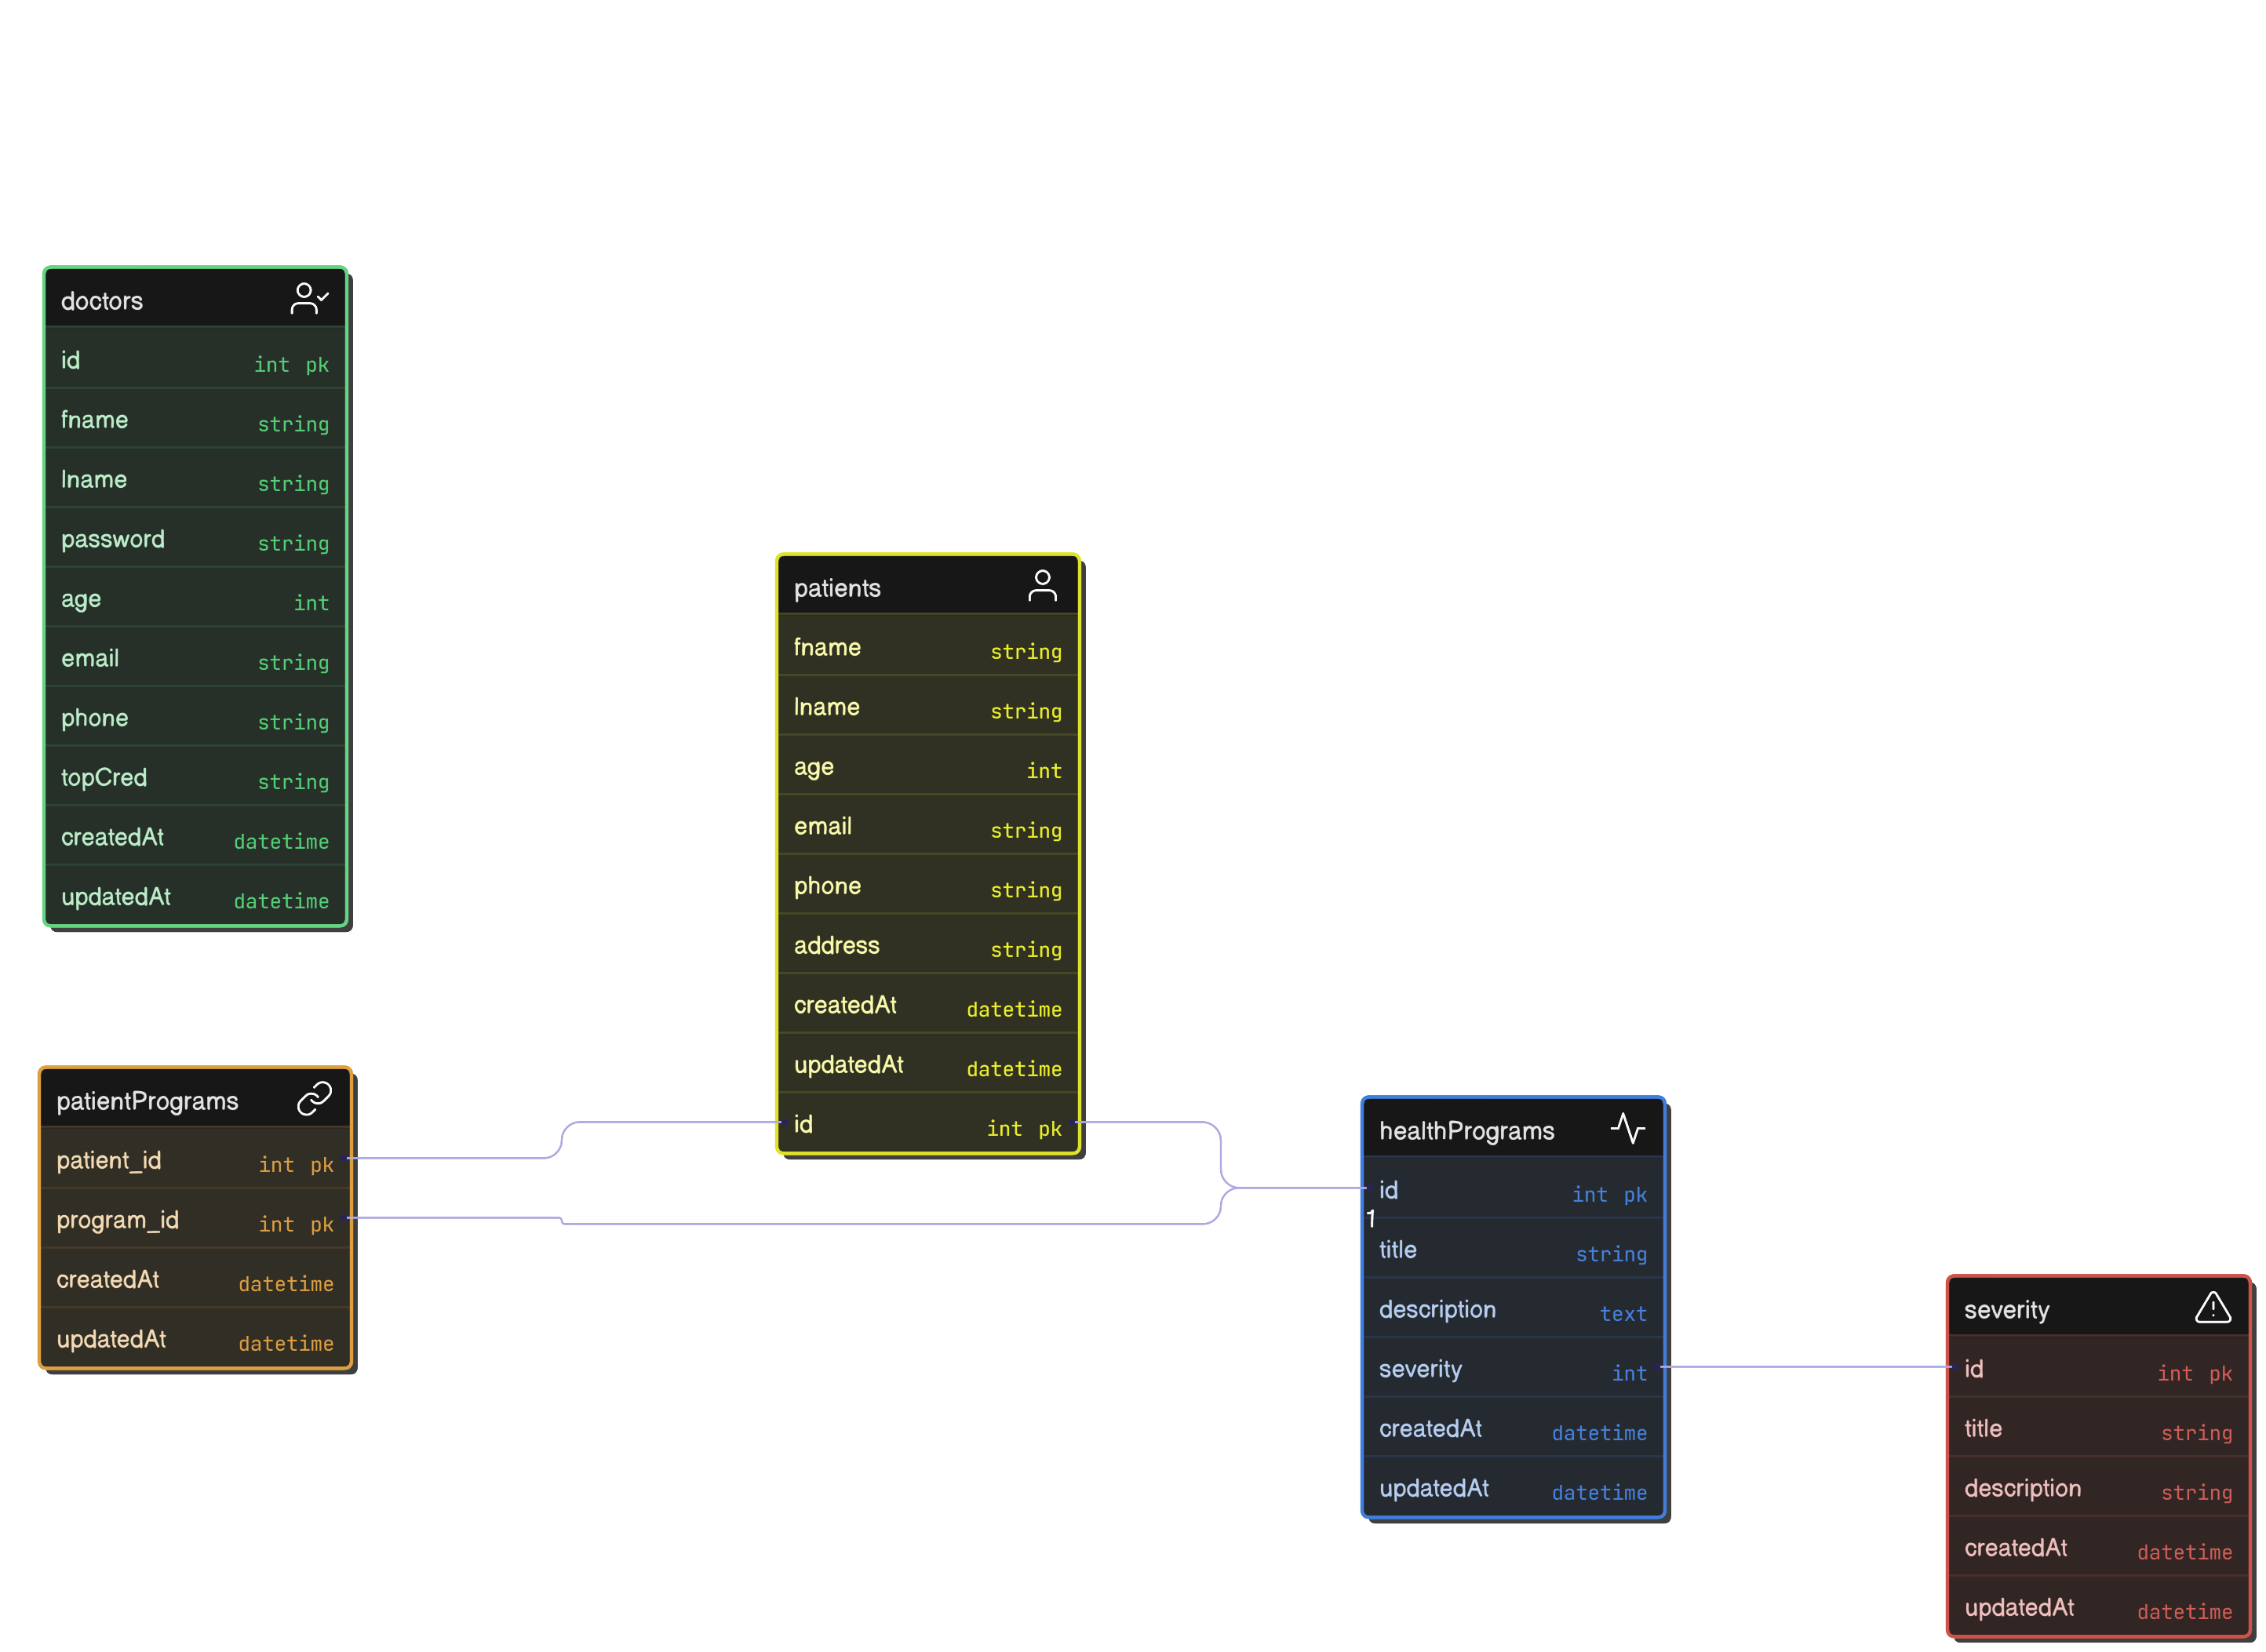 doctors
id int pk
fname string
lname string
password string
age int
email string
phone string
topCred string
createdAt datetime
updatedAt datetime
patients
fname string
lname string
age int
email string
phone string
address string
createdAt datetime
updatedAt datetime
id int pk
patientPrograms
patient_id int pk
program_id int pk
createdAt datetime
updatedAt datetime
healthPrograms
id int pk
1
title string
description text
severity int
createdAt datetime
updatedAt datetime
severity
id int pk
title string
description string
createdAt datetime
updatedAt datetime